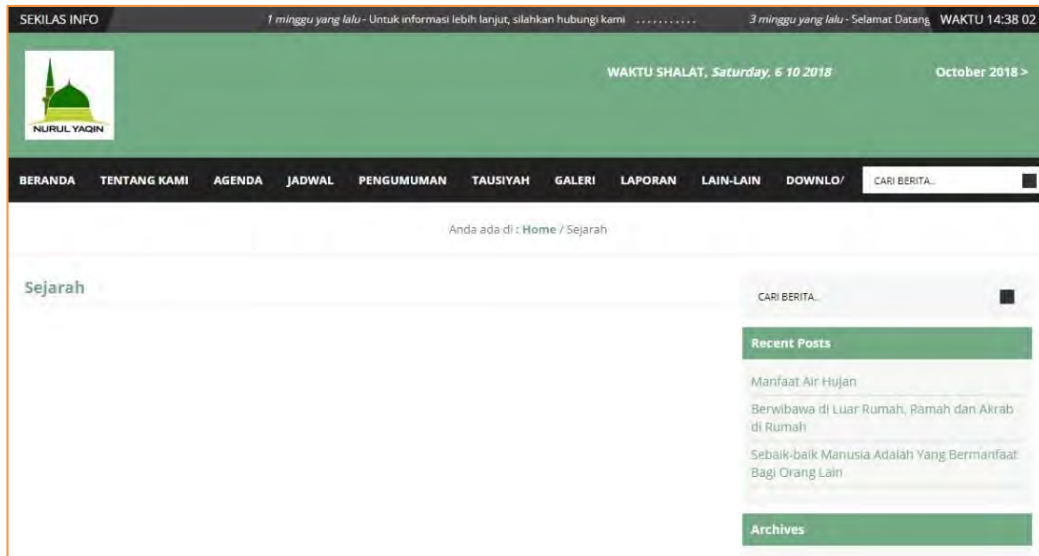 SEKILAS INFO
1 minggu yang lalu - Untuk informasi lebih lanjut, silahkan hubungi kami ...........
3 minggu yang lalu - Selamat Datang
WAKTU 14:38 02
NURUL YAQIN
WAKTU SHALAT, Saturday, 6 10 2018
October 2018 >
BERANDA TENTANG KAMI AGENDA JADWAL PENGUMUMAN TAUSIYAH GALERI LAPORAN LAIN-LAIN DOWNLO/
CARI BERITA..
Anda ada di : Home / Sejarah
Sejarah
CARI BERITA..
Recent Posts
Manfaat Air Hujan
Berwibawa di Luar Rumah, Ramah dan Akrab
di Rumah
Sebaik-baik Manusia Adalah Yang Bermanfaat
Bagi Orang Lain
Archives